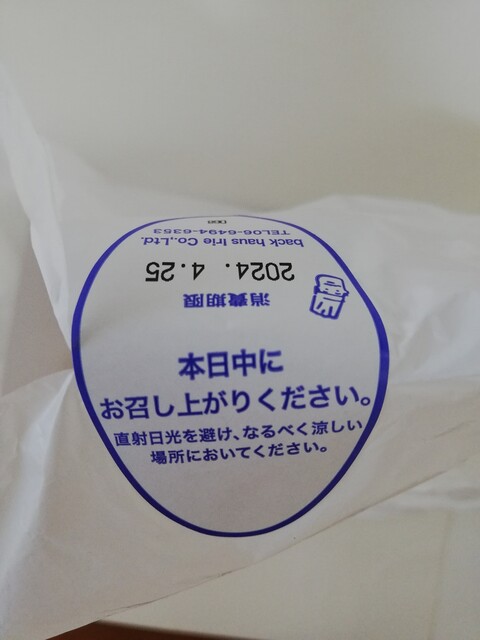 本日中に
お召し上がりください。
直射日光を避け、なるべく涼しい
場所においてください。
消費期限
2024. 4.25
back haus Irie Co.,Ltd.
TEL06-6494-6353